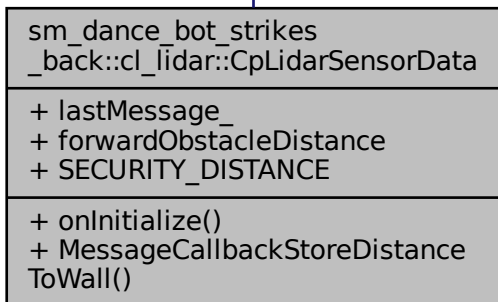 sm_dance_bot_strikes
_back::cl_lidar::CpLidarSensorData
+ lastMessage_
+ forwardObstacleDistance
+ SECURITY_DISTANCE
+ onInitialize()
+ MessageCallbackStoreDistance
ToWall()